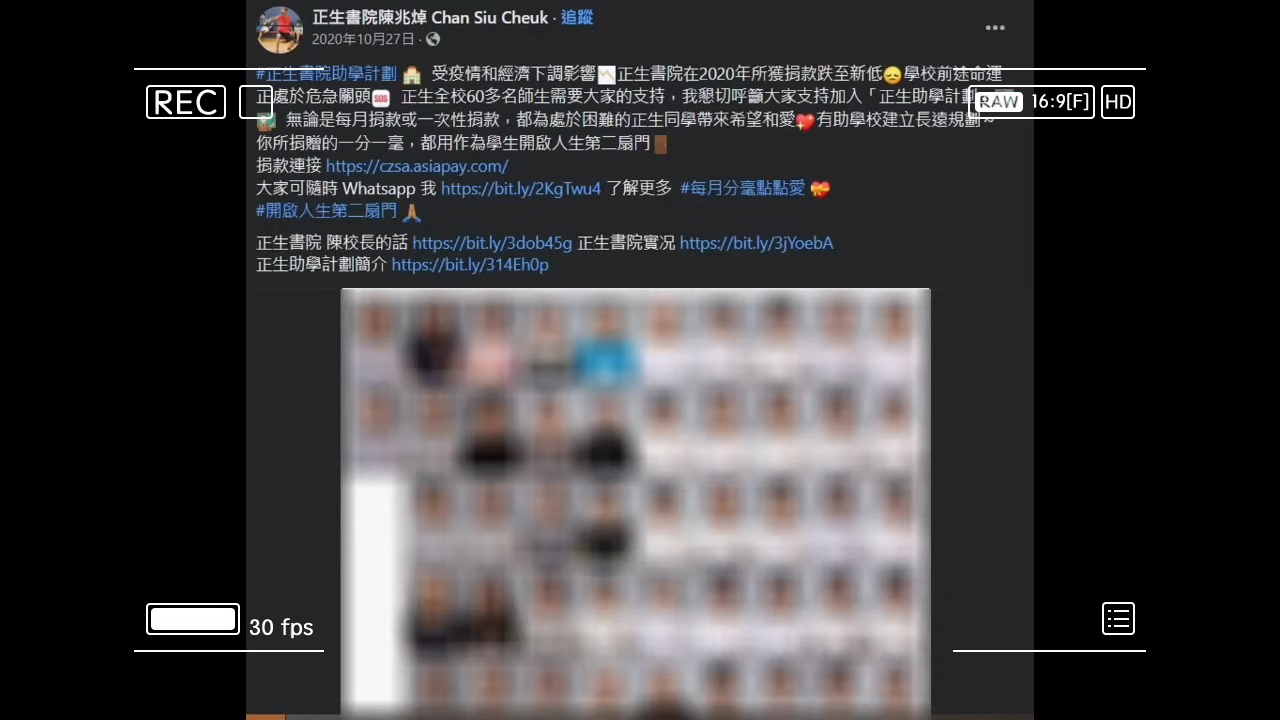 正生書院陳兆焯 Chan Siu Cheuk · 追蹤
2020年10月27日 ·
#正生書院助學計劃 受疫情和經濟下調影響 正生書院在2020年所獲捐款跌至新低 學校前途命運
正處於危急關頭 SOS 正生全校60多名師生需要大家的支持，我懇切呼籲大家支持加入「正生助學計
無論是每月捐款或一次性捐款，都為處於困難的正生同學帶來希望和愛 有助學校建立長遠規劃~
你所捐贈的一分一毫，都用作為學生開啟人生第二扇門
捐款連接 https://czsa.asiapay.com/
大家可隨時 Whatsapp 我 https://bit.ly/2KgTwu4 了解更多 #每月分毫點點愛
#開啟人生第二扇門
正生書院 陳校長的話 https://bit.ly/3dob45g 正生書院實况 https://bit.ly/3jYoebA
正生助學計劃簡介 https://bit.ly/314Eh0p
REC
RAW 16:9[F] HD
30 fps